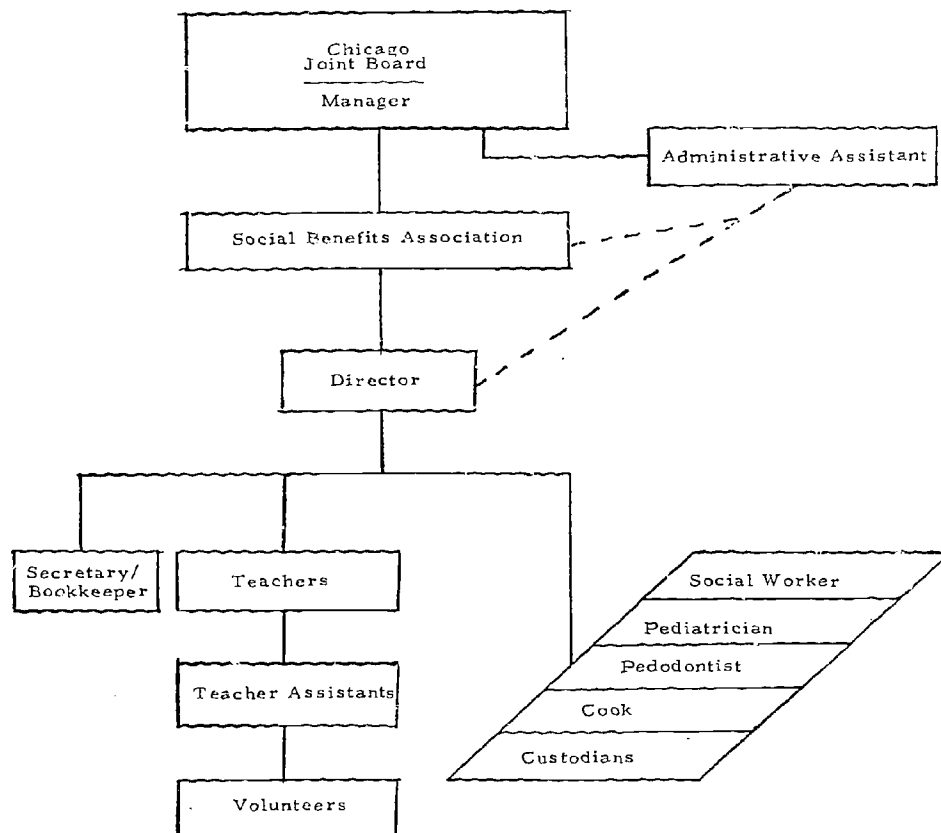 Chicago
Joint Board
Manager
Administrative Assistant
Social Benefits Association
Director
Secretary/
Bookkeeper
Teachers
Teacher Assistants
Volunteers
Social Worker
Pediatrician
Pedodontist
Cook
Custodians